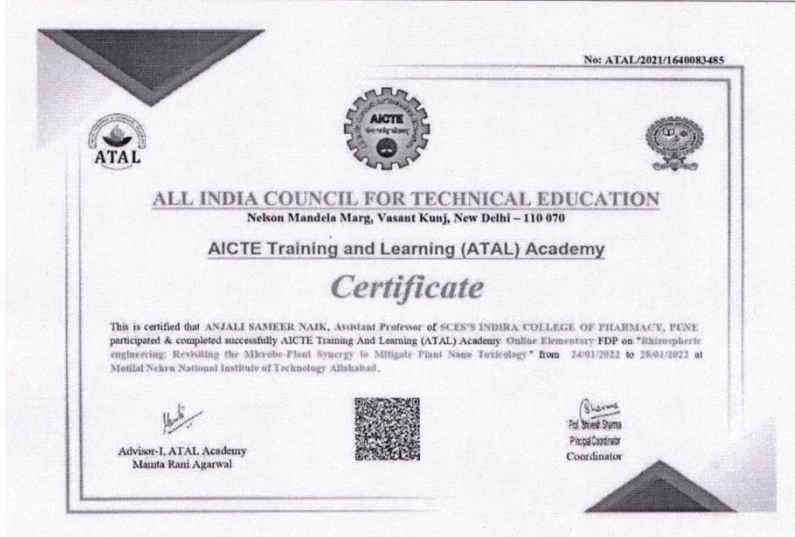 No: ATAL/2021/1640083485
AICTE
ATAL
ALL INDIA COUNCIL FOR TECHNICAL EDUCATION
Nelson Mandela Marg, Vasant Kunj, New Delhi – 110 070
AICTE Training and Learning (ATAL) Academy
Certificate
This is certified that ANJALI SAMEER NAIK, Assistant Professor of SCES'S INDIRA COLLEGE OF PHARMACY, PUNE
participated & completed successfully AICTE Training And Learning (ATAL) Academy Online Elementary FDP on "Rhizospheric
engineering: Revisiting the Microbe-Plant Synergy to Mitigate Plant Nano Toxicology" from 24/01/2022 to 28/01/2022 at
Motilal Nehru National Institute of Technology Allahabad.
Advisor-I, ATAL Academy
Mamta Rani Agarwal
Sharma
Prof. Shivesh Sharma
Principal Coordinator
Coordinator